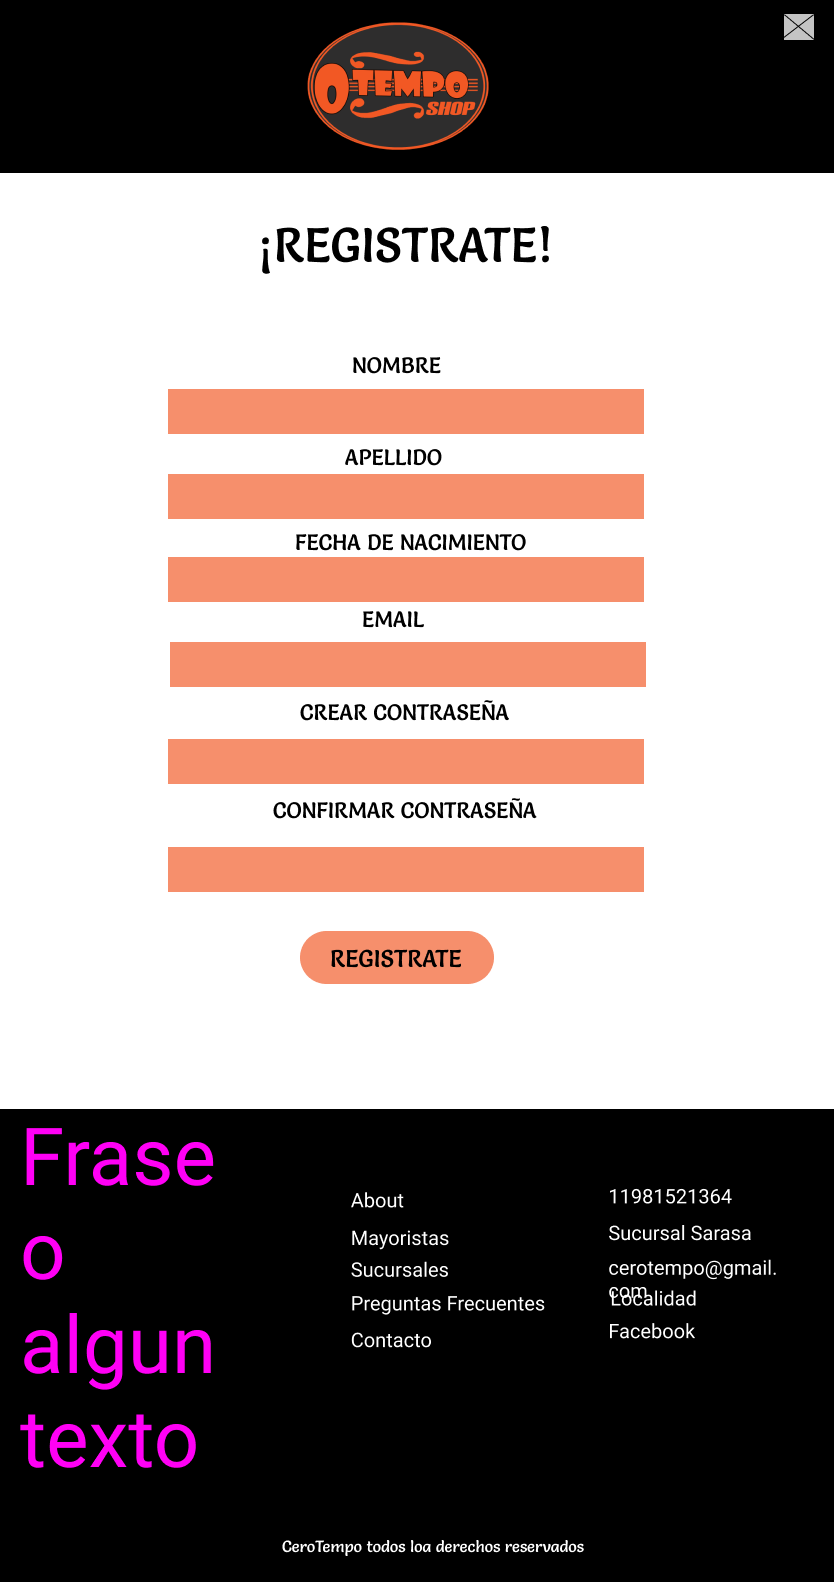 0 TEMPO
SHOP
¡REGISTRATE!
NOMBRE
APELLIDO
FECHA DE NACIMIENTO
EMAIL
CREAR CONTRASEÑA
CONFIRMAR CONTRASEÑA
REGISTRATE
Frase
o
algun
texto
About
Mayoristas
Sucursales
Preguntas Frecuentes
Contacto
11981521364
Sucursal Sarasa
cerotempo@gmail.
com
Localidad
Facebook
CeroTempo todos loa derechos reservados